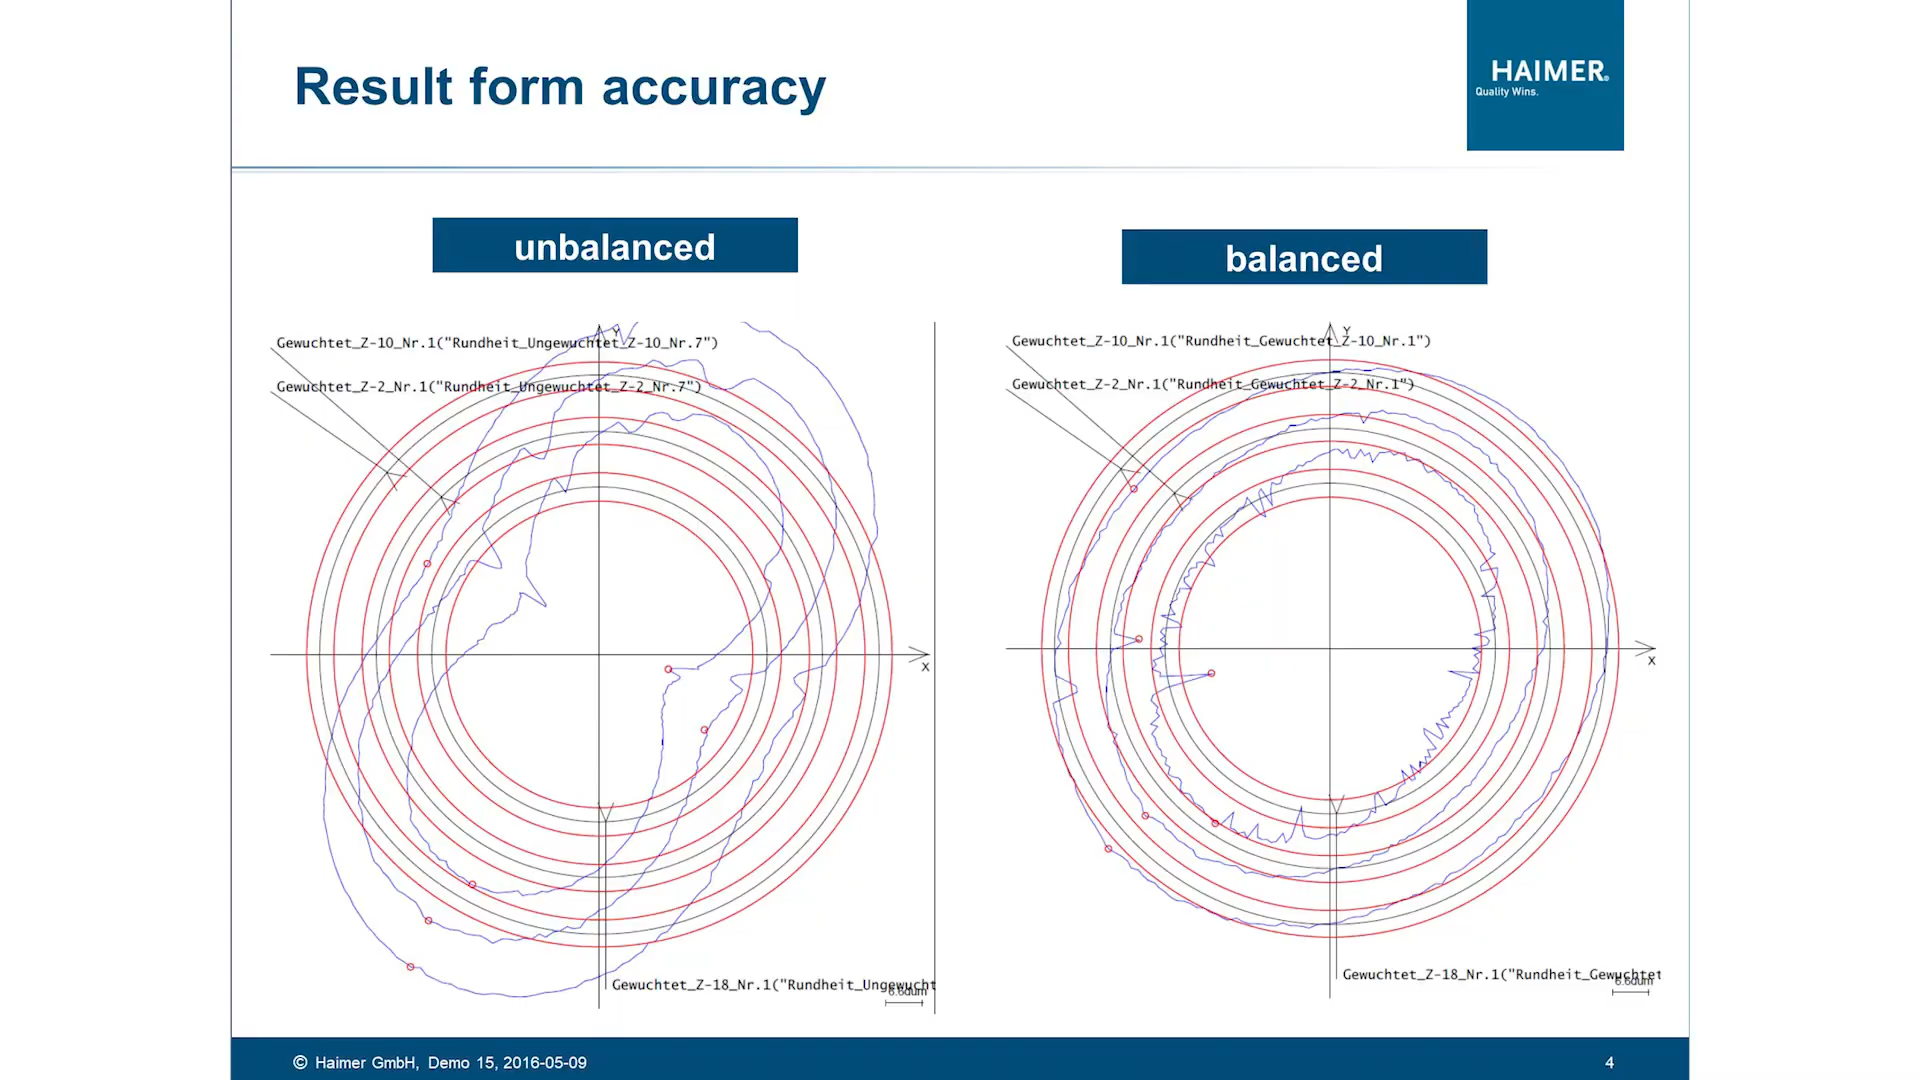 Result form accuracy
HAIMER®
Quality Wins.
unbalanced
balanced
Gewuchtet_Z-10_Nr.1("Rundheit_Ungewuchtet_Z-10_Nr.7")
Y
Gewuchtet_Z-2_Nr.1("Rundheit_Ungewuchtet_Z-2_Nr.7")
X
Gewuchtet_Z-18_Nr.1("Rundheit_Ungewucht
Gewuchtet_Z-10_Nr.1("Rundheit_Gewuchtet_Z-10_Nr.1")
Y
Gewuchtet_Z-2_Nr.1("Rundheit_Gewuchtet_Z-2_Nr.1")
X
Gewuchtet_Z-18_Nr.1("Rundheit_Gewuchtet
© Haimer GmbH, Demo 15, 2016-05-09
4